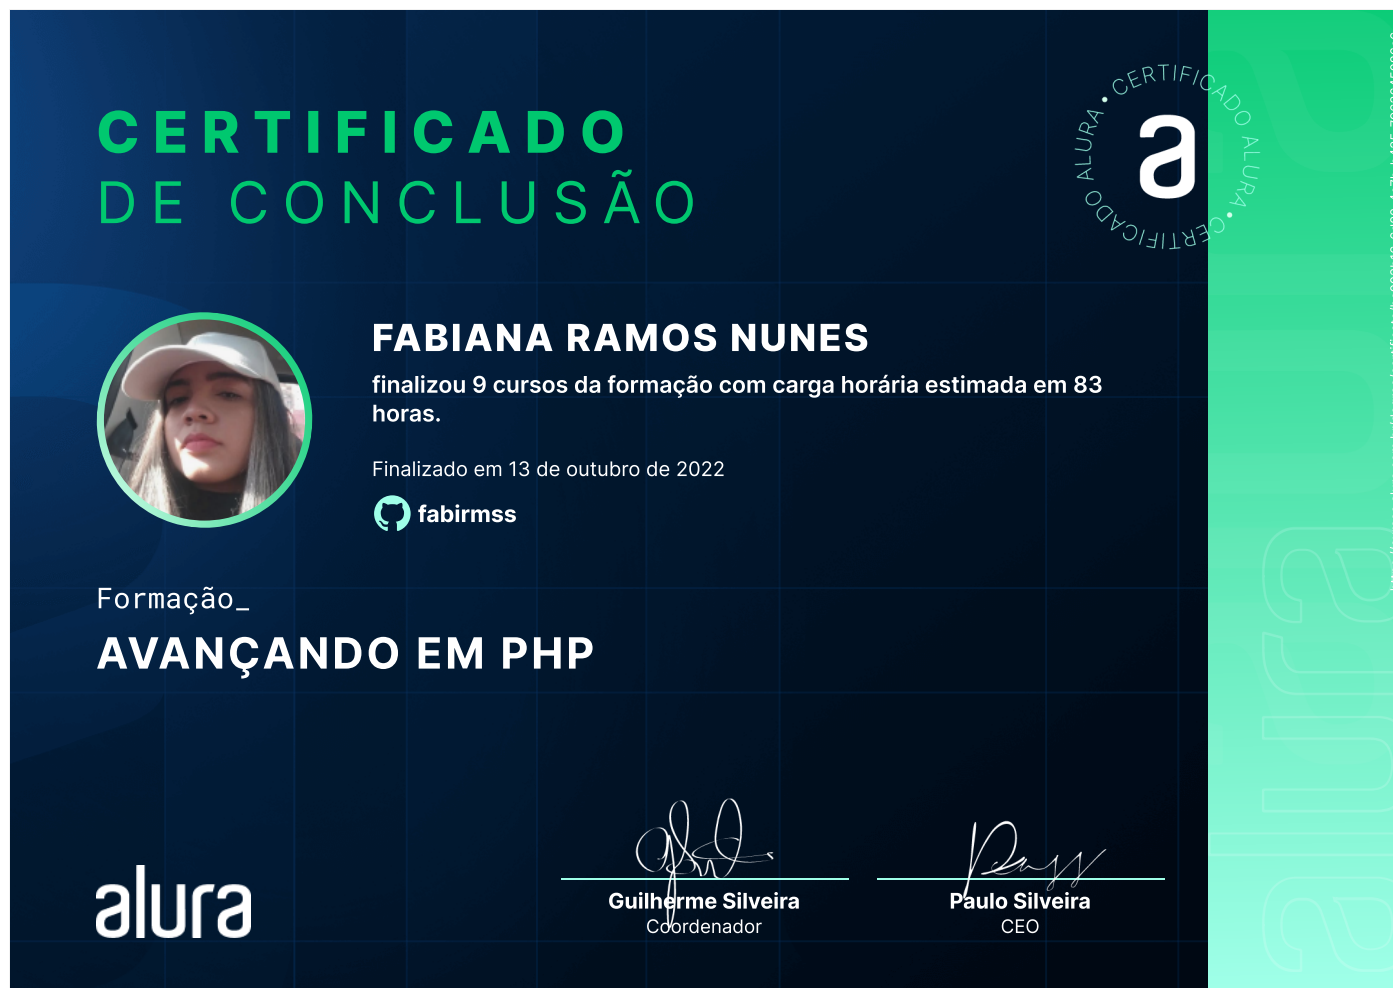 CERTIFICADO
DE CONCLUSÃO
CERTIFICADO ALURA • CERTIFICADO ALURA •
a
FABIANA RAMOS NUNES
finalizou 9 cursos da formação com carga horária estimada em 83
horas.
Finalizado em 13 de outubro de 2022
fabirmss
Formação_
AVANÇANDO EM PHP
alura
Guilherme Silveira
Coordenador
Paulo Silveira
CEO
alura